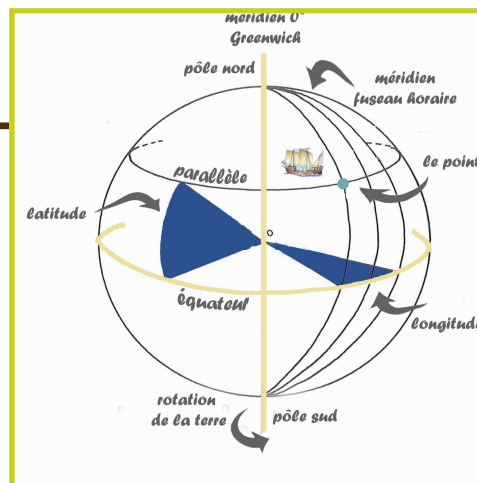 méridien 0°
Greenwich
pôle nord
méridien
fuseau horaire
le point
parallèle
latitude
o
équateur
longitude
rotation
de la terre
pôle sud